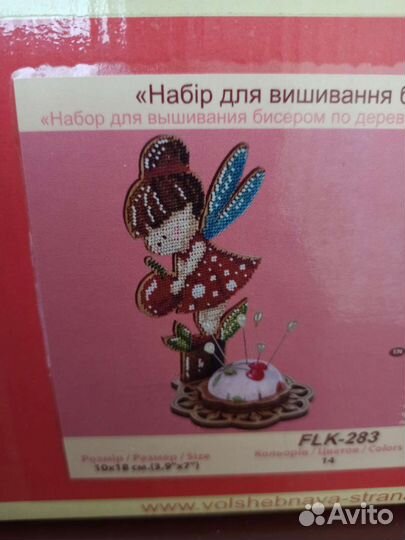 «Набір для вишивання
«Набор для вышивания бисером по дерев
EN
FLK-283
Розмір / Размер / Size
Кольорів / Цветов / Colors
10x18 см.(3.9"x7")
14
www.volshebnaya-strana
Avito